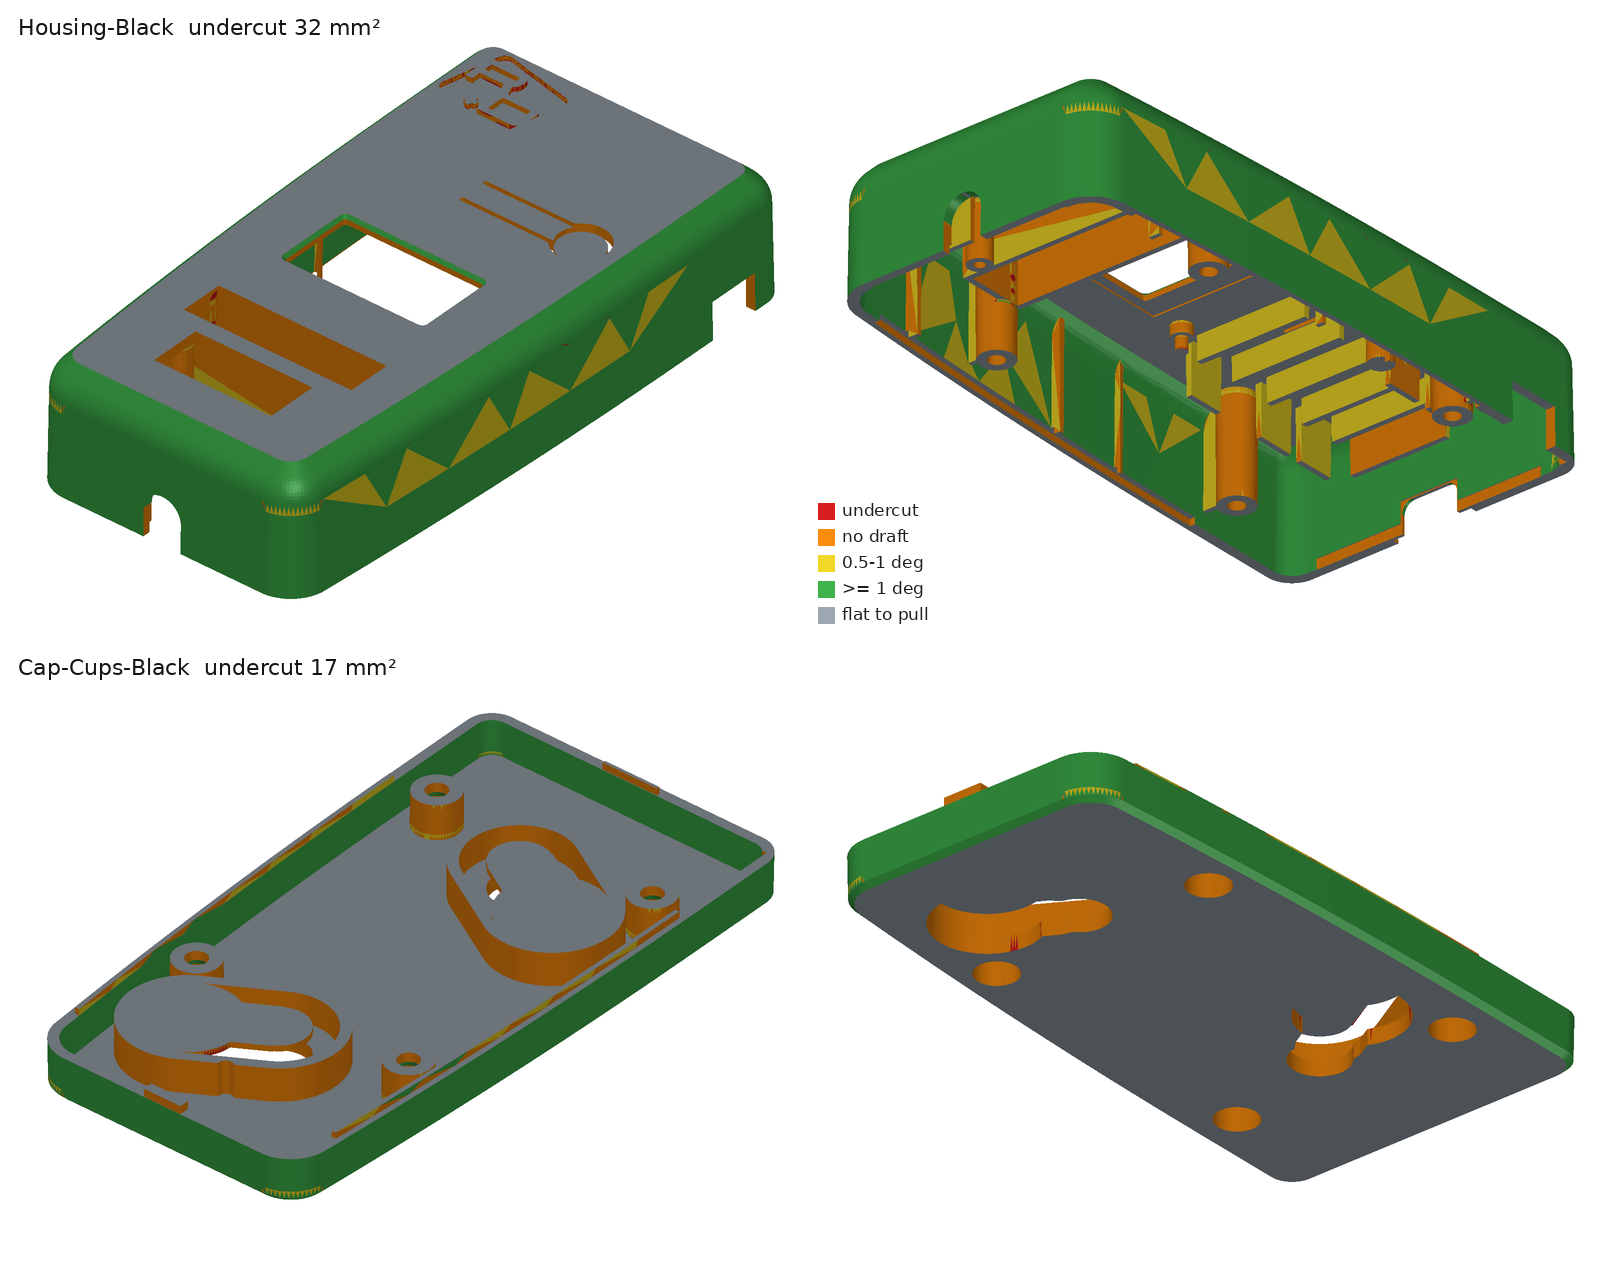 Housing-Black  undercut 32 mm²
undercut
no draft
0.5-1 deg
>= 1 deg
flat to pull
Cap-Cups-Black  undercut 17 mm²